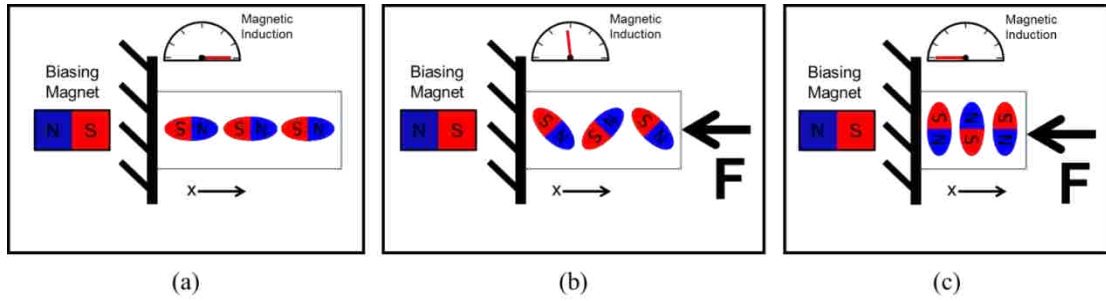 Magnetic
Induction
Biasing
Magnet
N S
S N S N S N
x
(a)
Magnetic
Induction
Biasing
Magnet
N S
S N S N S N
F
x
(b)
Magnetic
Induction
Biasing
Magnet
N S
S N S
N S N
F
x
(c)